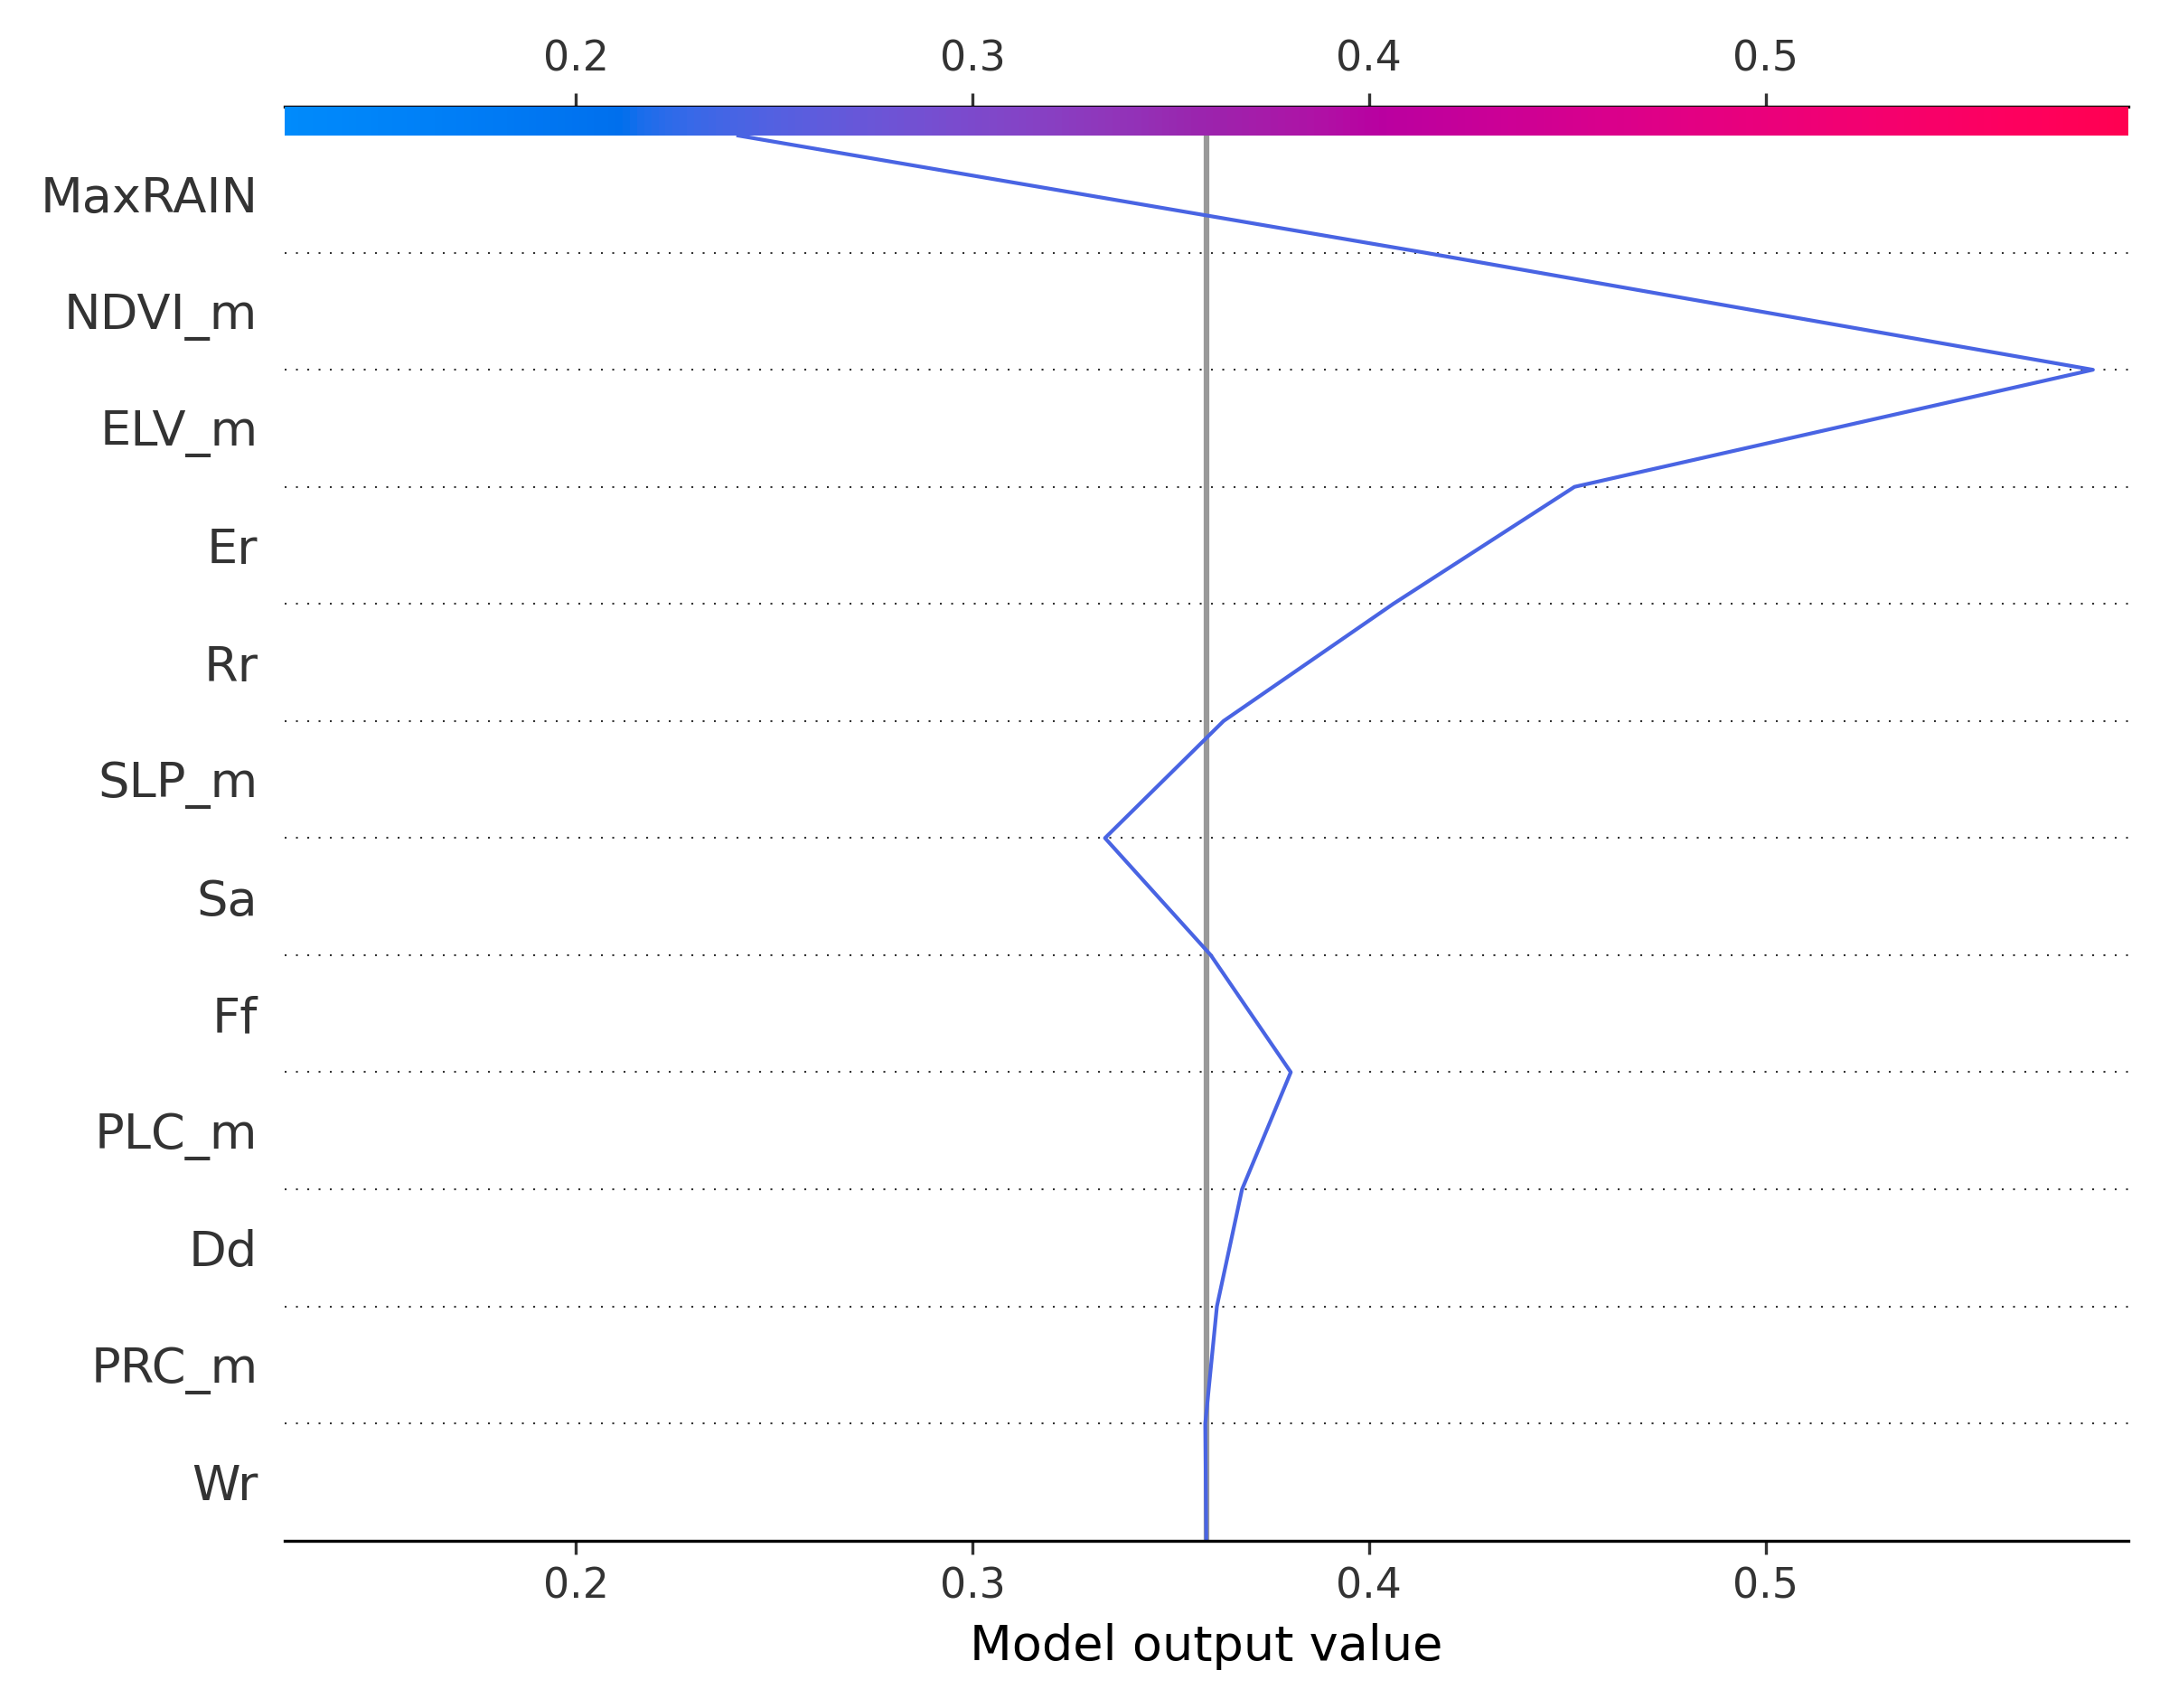 0.2 0.3 0.4 0.5
MaxRAIN
NDVI_m
ELV_m
Er
Rr
SLP_m
Sa
Ff
PLC_m
Dd
PRC_m
Wr
0.2 0.3 0.4 0.5
Model output value